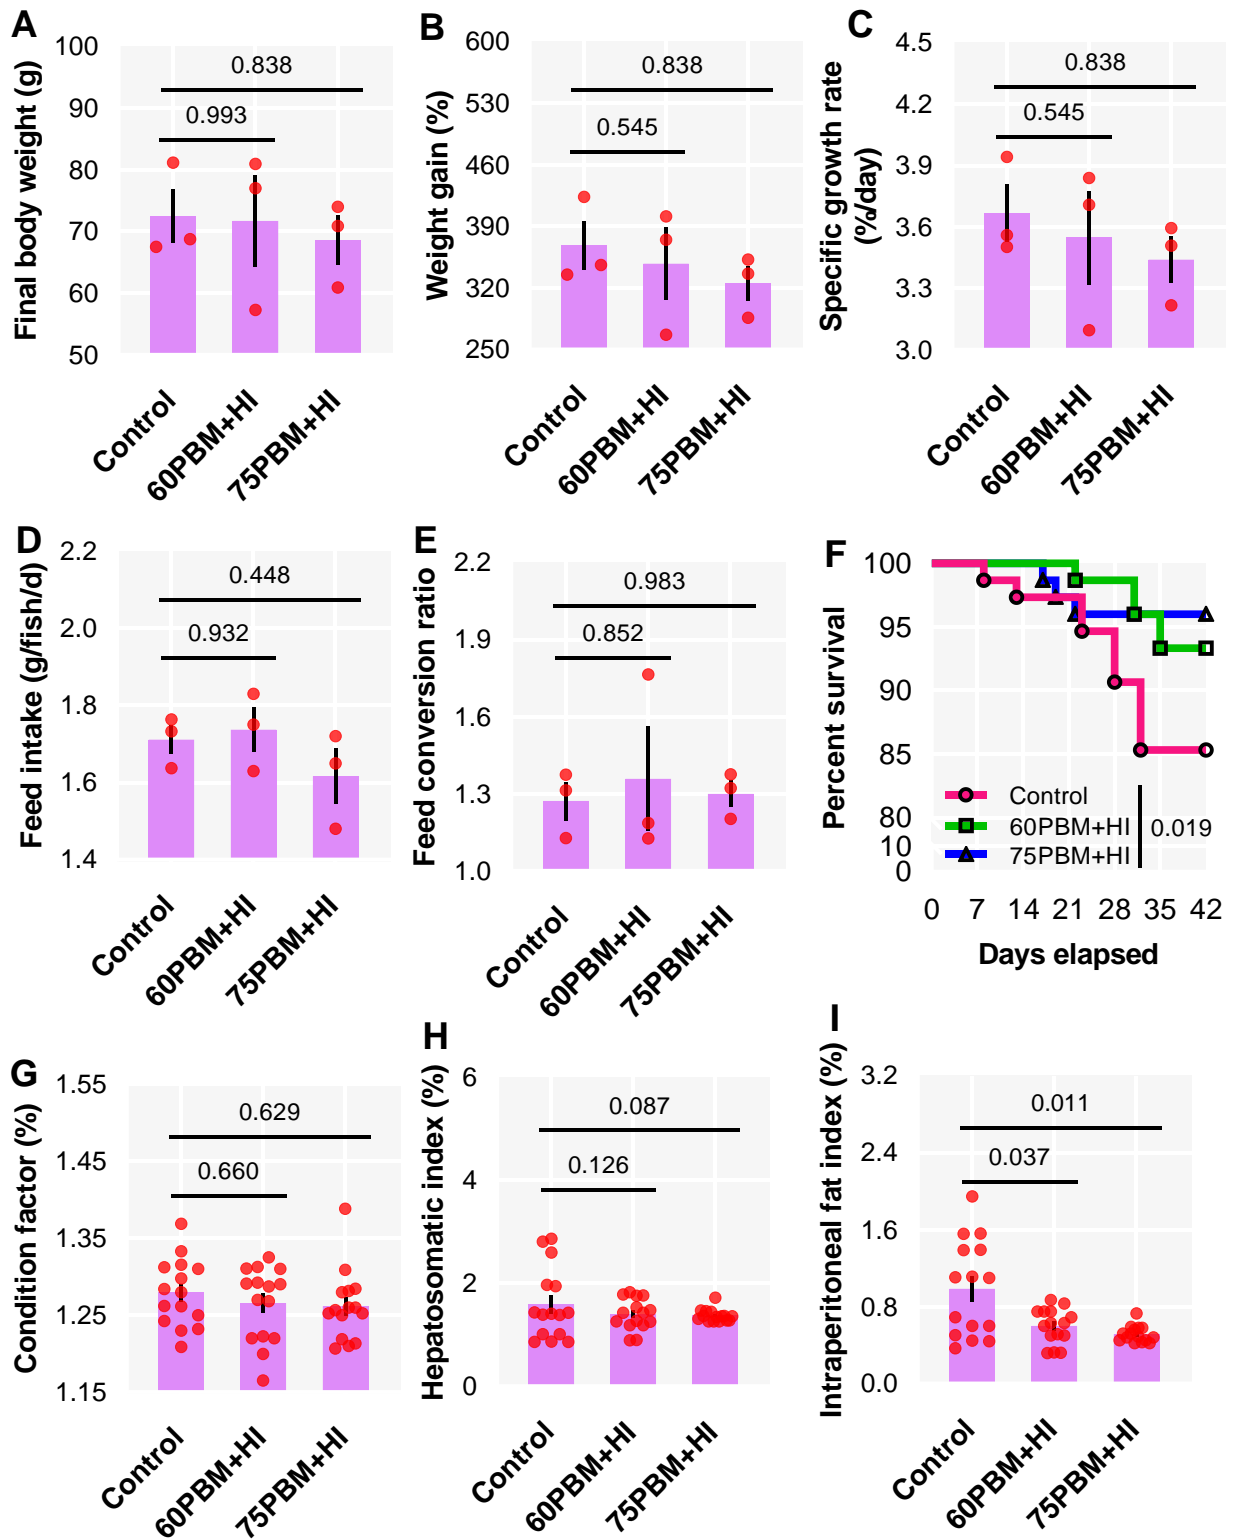 A
Final body weight (g)
100
90
80
70
60
50
0.838
0.993
Control
60PBM+HI
75PBM+HI
B
Weight gain (%)
600
530
460
390
320
250
0.838
0.545
Control
60PBM+HI
75PBM+HI
C
Specific growth rate
(%/day)
4.5
4.2
3.9
3.6
3.3
3.0
0.838
0.545
Control
60PBM+HI
75PBM+HI
D
Feed intake (g/fish/d)
2.2
2.0
1.8
1.6
1.4
0.448
0.932
Control
60PBM+HI
75PBM+HI
E
Feed conversion ratio
2.2
1.9
1.6
1.3
1.0
0.983
0.852
Control
60PBM+HI
75PBM+HI
F
Percent survival
100
95
90
85
80
10
0
Control
60PBM+HI
75PBM+HI
0.019
0 7 14 21 28 35 42
Days elapsed
G
Condition factor (%)
1.55
1.45
1.35
1.25
1.15
0.629
0.660
Control
60PBM+HI
75PBM+HI
H
Hepatosomatic index (%)
6
4
2
0
0.087
0.126
Control
60PBM+HI
75PBM+HI
I
Intraperitoneal fat index (%)
3.2
2.4
1.6
0.8
0.0
0.011
0.037
Control
60PBM+HI
75PBM+HI